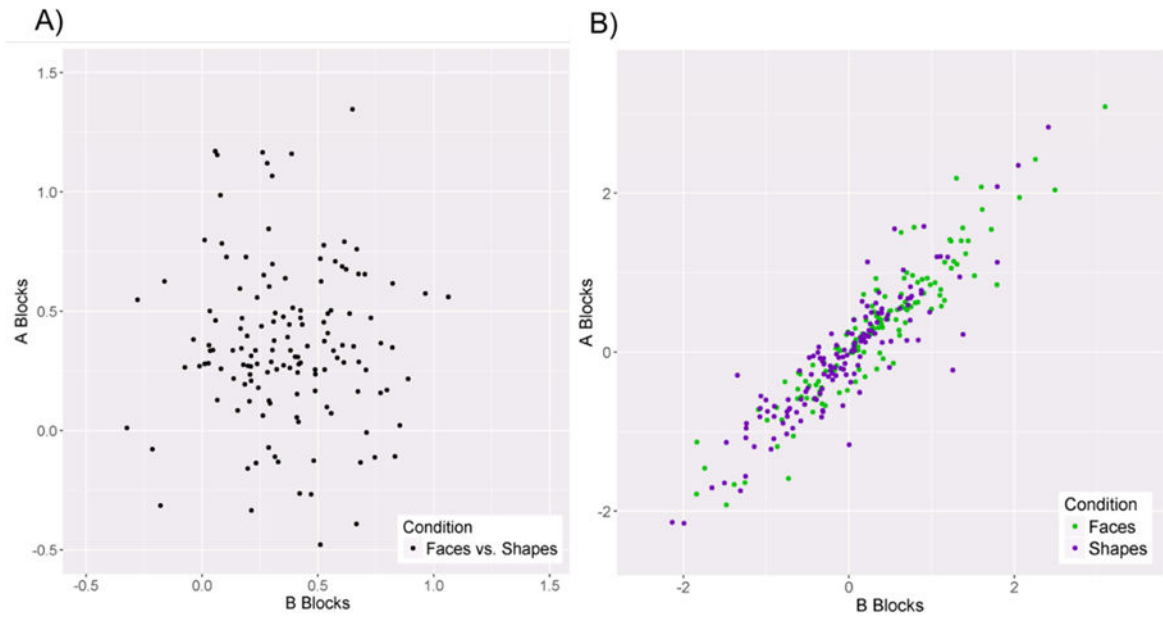 A)
1.5
1.0
0.5
0.0
-0.5
A Blocks
-0.5 0.0 0.5 1.0 1.5
B Blocks
Condition
Faces vs. Shapes
B)
2
0
-2
A Blocks
-2 0 2
B Blocks
Condition
Faces
Shapes